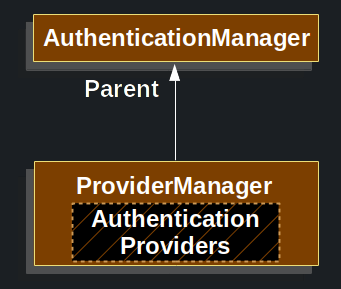 AuthenticationManager
Parent
ProviderManager
Authentication
Providers